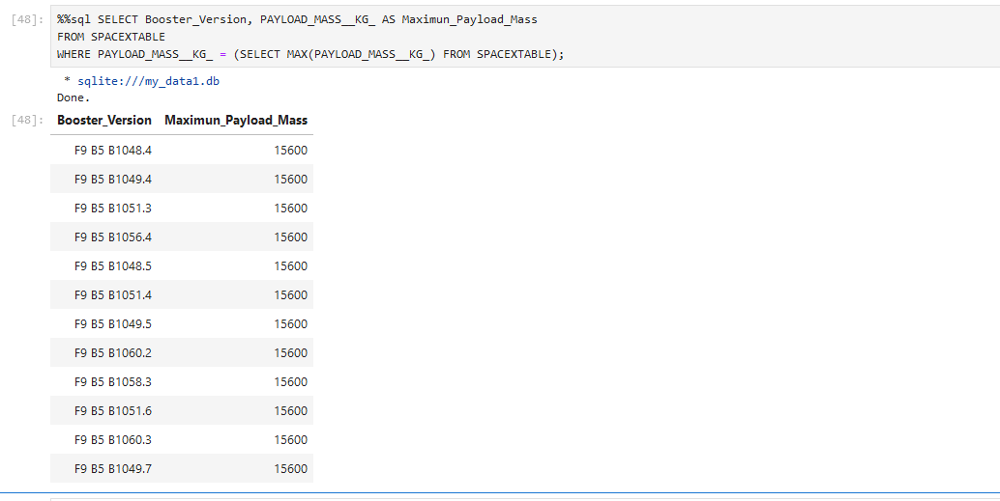 [48]: %%sql SELECT Booster_Version, PAYLOAD_MASS__KG_ AS Maximun_Payload_Mass
FROM SPACEXTABLE
WHERE PAYLOAD_MASS__KG_ = (SELECT MAX(PAYLOAD_MASS__KG_) FROM SPACEXTABLE);
* sqlite:///my_data1.db
Done.
[48]: Booster_Version Maximun_Payload_Mass
F9 B5 B1048.4 15600
F9 B5 B1049.4 15600
F9 B5 B1051.3 15600
F9 B5 B1056.4 15600
F9 B5 B1048.5 15600
F9 B5 B1051.4 15600
F9 B5 B1049.5 15600
F9 B5 B1060.2 15600
F9 B5 B1058.3 15600
F9 B5 B1051.6 15600
F9 B5 B1060.3 15600
F9 B5 B1049.7 15600